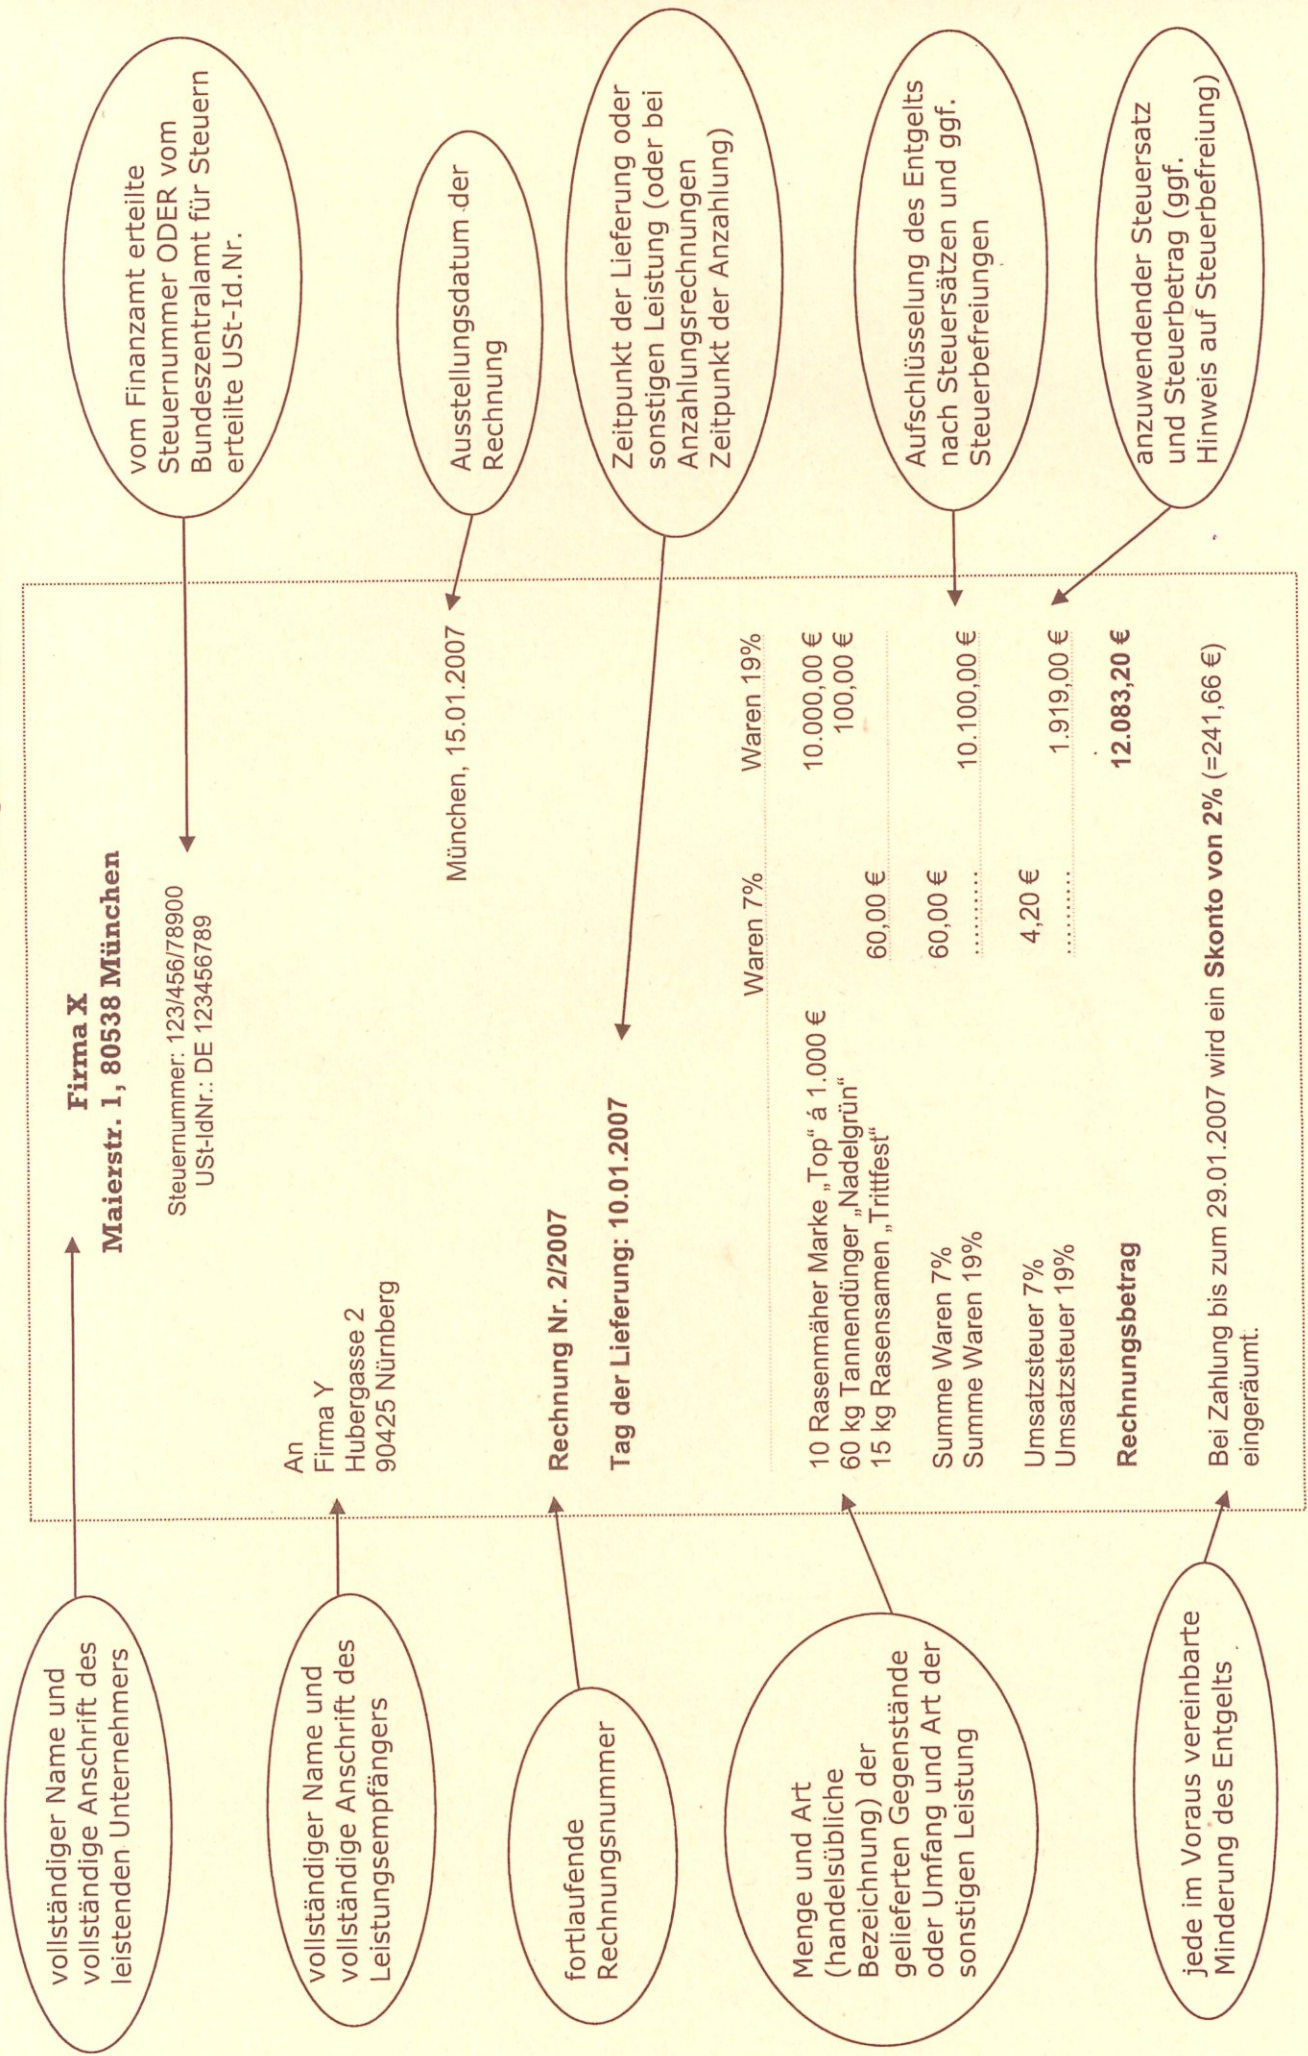 vollständiger Name und
vollständige Anschrift des
leistenden Unternehmers
Firma X
Maierstr. 1, 80538 München
Steuernummer: 123/456/78900
USt-IdNr.: DE 123456789
vom Finanzamt erteilte
Steuernummer ODER vom
Bundeszentralamt für Steuern
erteilte USt-Id.Nr.
vollständiger Name und
vollständige Anschrift des
Leistungsempfängers
An
Firma Y
Hubergasse 2
90425 Nürnberg
München, 15.01.2007
Ausstellungsdatum der
Rechnung
fortlaufende
Rechnungsnummer
Rechnung Nr. 2/2007
Tag der Lieferung: 10.01.2007
Zeitpunkt der Lieferung oder
sonstigen Leistung (oder bei
Anzahlungsrechnungen
Zeitpunkt der Anzahlung)
Waren 7% Waren 19%
Menge und Art
(handelsübliche
Bezeichnung) der
gelieferten Gegenstände
oder Umfang und Art der
sonstigen Leistung
10 Rasenmäher Marke „Top“ á 1.000 € 10.000,00 €
60 kg Tannendünger „Nadelgrün“ 100,00 €
15 kg Rasensamen „Trittfest“ 60,00 €
Summe Waren 7% 60,00 €
Summe Waren 19% ......... 10.100,00 €
Aufschlüsselung des Entgelts
nach Steuersätzen und ggf.
Steuerbefreiungen
Umsatzsteuer 7% 4,20 €
Umsatzsteuer 19% ......... 1.919,00 €
anzuwendender Steuersatz
und Steuerbetrag (ggf.
Hinweis auf Steuerbefreiung)
Rechnungsbetrag 12.083,20 €
jede im Voraus vereinbarte
Minderung des Entgelts
Bei Zahlung bis zum 29.01.2007 wird ein Skonto von 2% (=241,66 €)
eingeräumt.